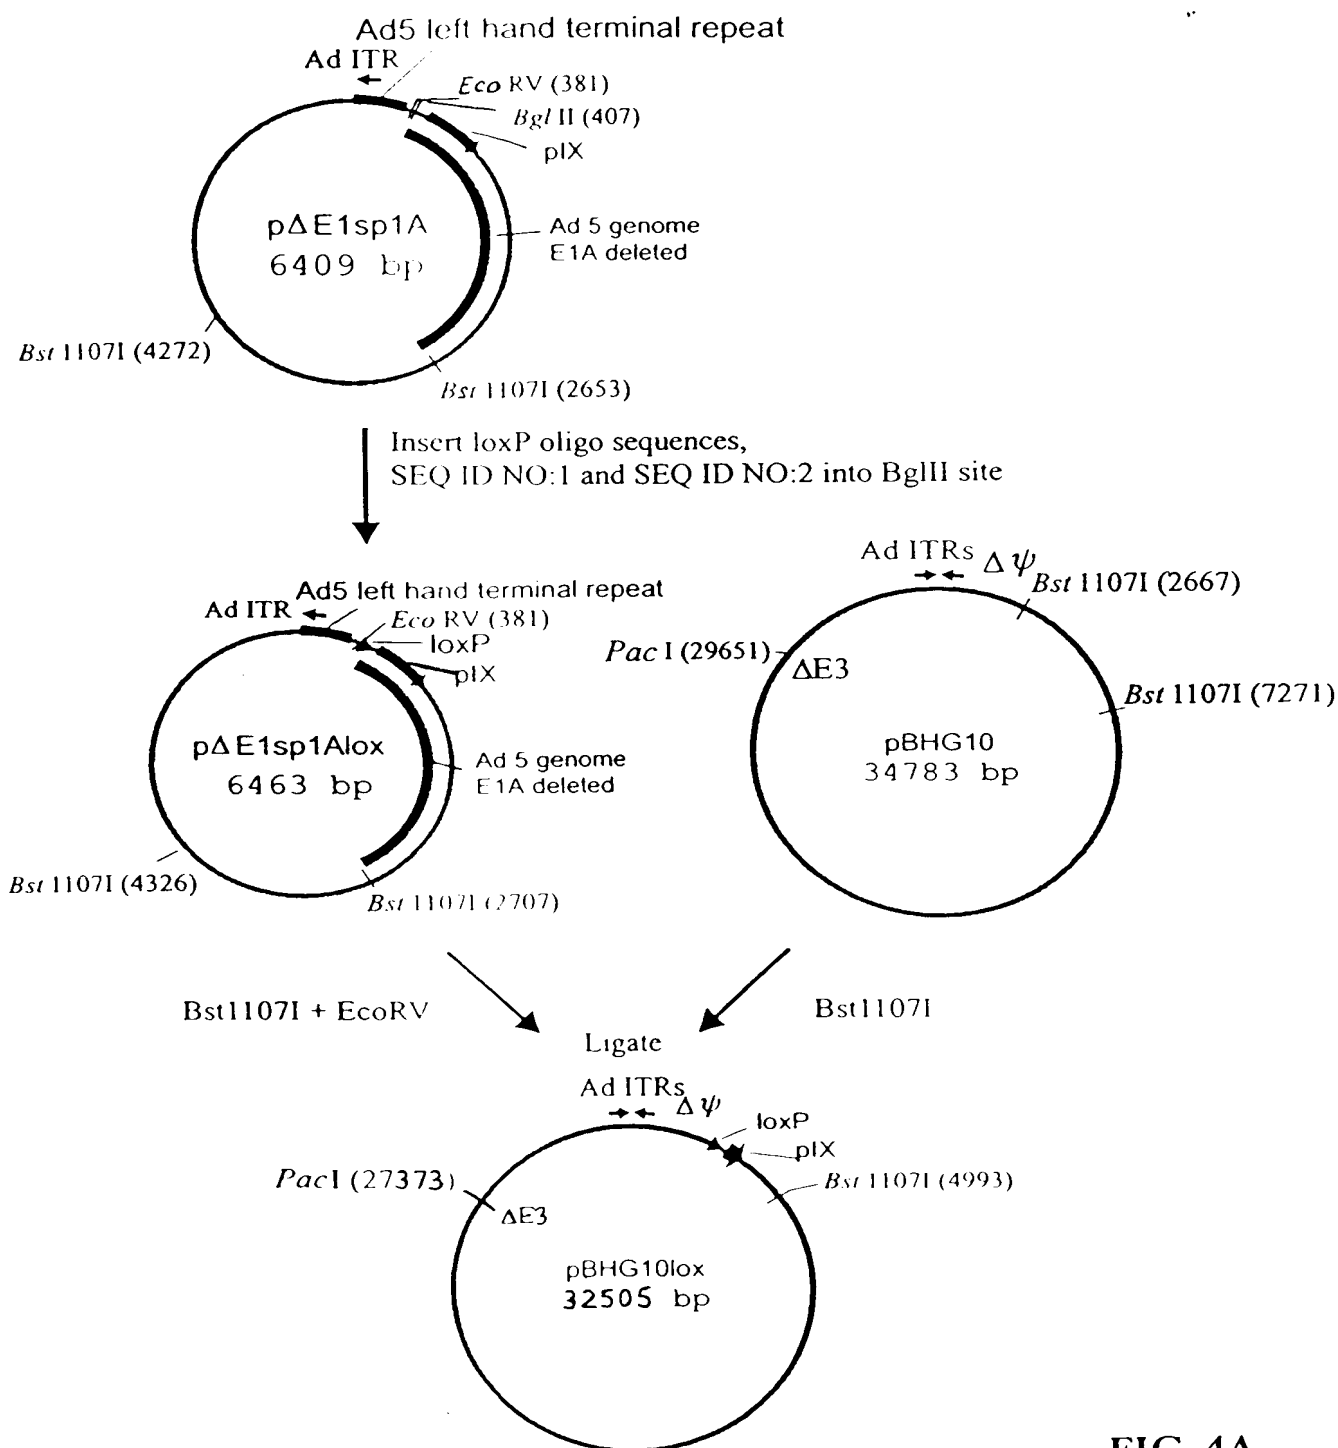 Ad5 left hand terminal repeat
Ad ITR
Eco RV (381)
Bgl II (407)
pIX
pΔE1sp1A
6409 bp
Ad 5 genome
E1A deleted
Bst 1107I (4272)
Bst 1107I (2653)
Insert loxP oligo sequences,
SEQ ID NO:1 and SEQ ID NO:2 into BglII site
Ad5 left hand terminal repeat
Ad ITR
Eco RV (381)
loxP
pIX
pΔE1sp1Alox
6463 bp
Ad 5 genome
E1A deleted
Bst 1107I (4326)
Bst 1107I (2707)
Ad ITRs Δψ
Bst 1107I (2667)
Pac I (29651)
ΔE3
Bst 1107I (7271)
pBHG10
34783 bp
Bst1107I + EcoRV
Bst1107I
Ligate
Ad ITRs Δψ
loxP
pIX
PacI (27373)
Bst 1107I (4993)
ΔE3
pBHG10lox
32505 bp
FIG. 4A